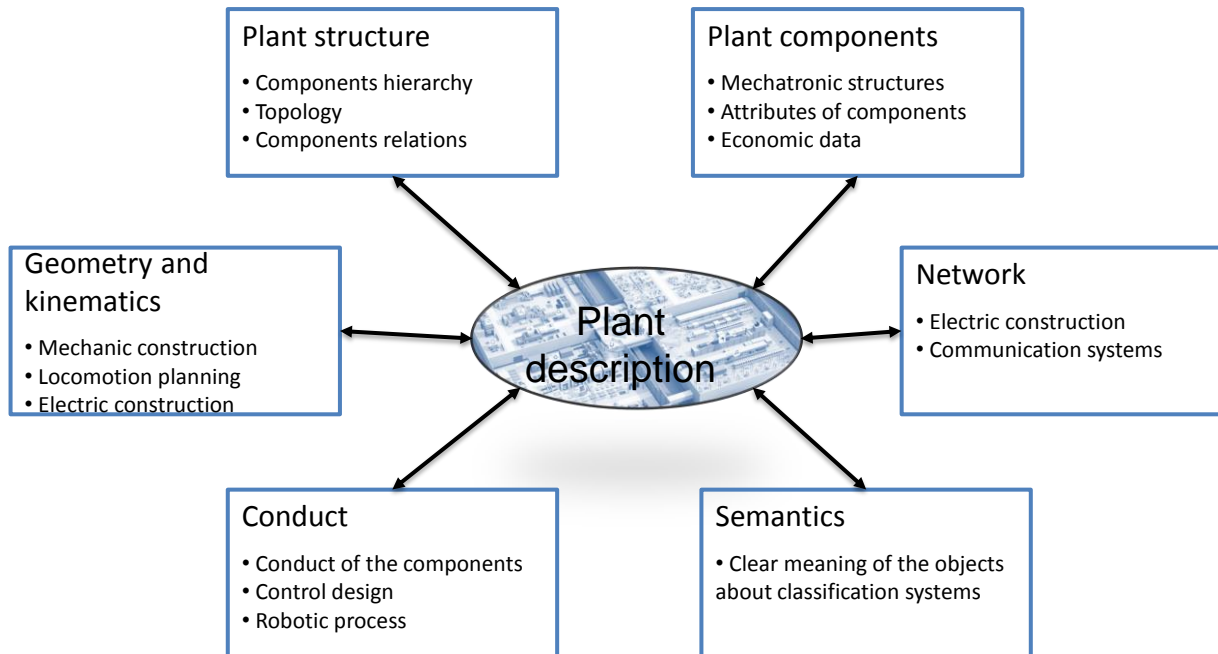 Plant structure
• Components hierarchy
• Topology
• Components relations
Plant components
• Mechatronic structures
• Attributes of components
• Economic data
Geometry and
kinematics
• Mechanic construction
• Locomotion planning
• Electric construction
Plant
description
Network
• Electric construction
• Communication systems
Conduct
• Conduct of the components
• Control design
• Robotic process
Semantics
• Clear meaning of the objects
about classification systems